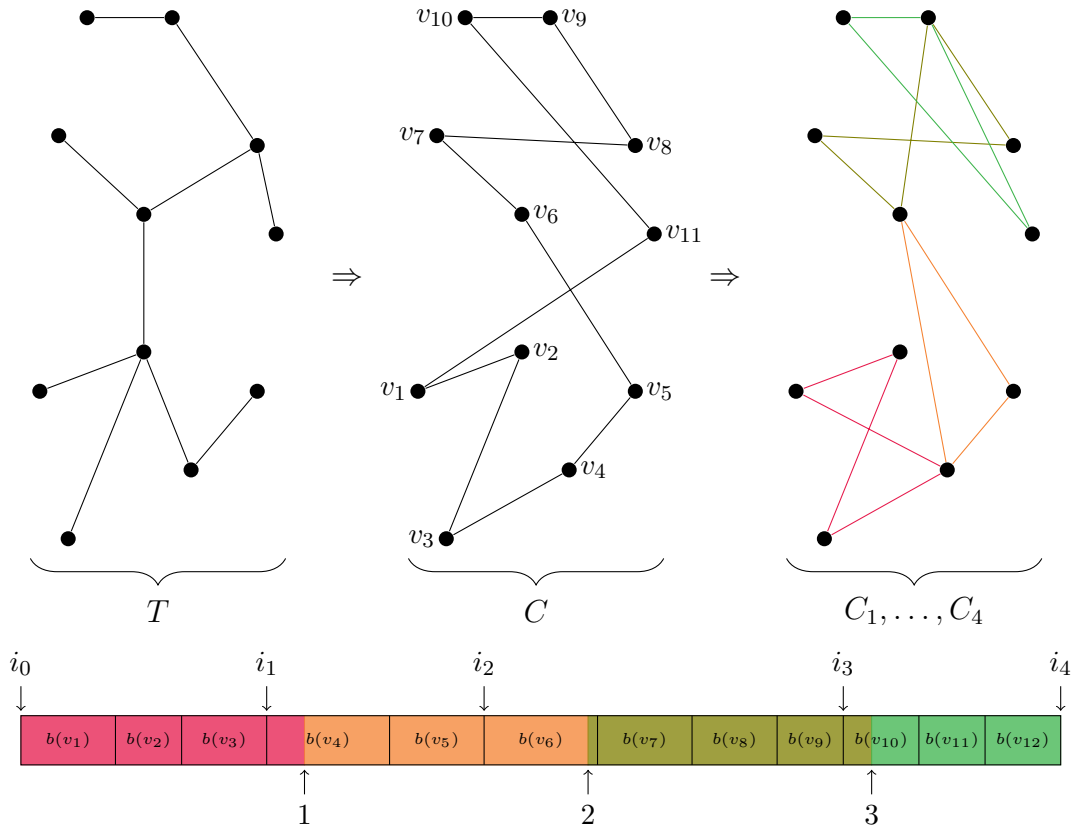 v₁₀ v₉
v₇ v₈
v₆ v₁₁
⇒ ⇒
v₂
v₁ v₅
v₄
v₃
T C C₁, . . . , C₄
i₀ i₁ i₂ i₃ i₄
b(v₁) b(v₂) b(v₃) b(v₄) b(v₅) b(v₆) b(v₇) b(v₈) b(v₉) b(v₁₀) b(v₁₁) b(v₁₂)
1 2 3